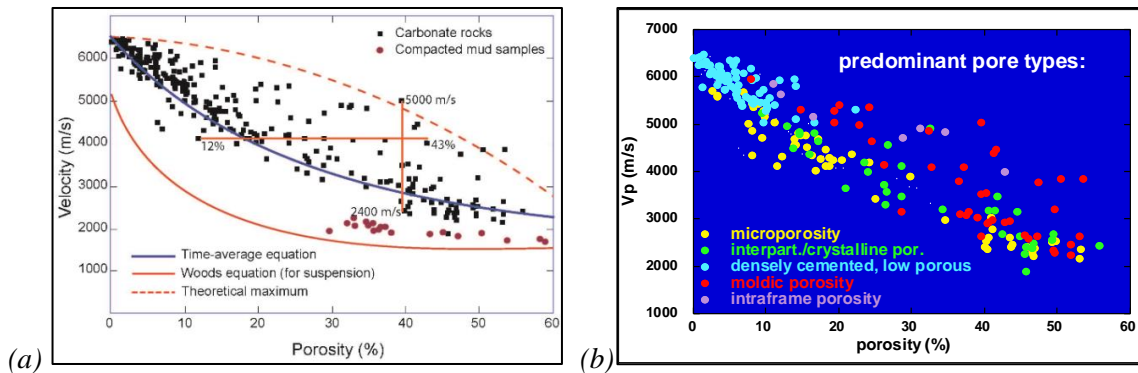 Carbonate rocks
Compacted mud samples
6000
5000
4000
3000
2000
1000
Velocity (m/s)
5000 m/s
12%
43%
2400 m/s
Time-average equation
Woods equation (for suspension)
Theoretical maximum
0 10 20 30 40 50 60
Porosity (%)
(a)
7000
6000
5000
4000
3000
2000
1000
Vp (m/s)
predominant pore types:
microporosity
interpart./crystalline por.
densely cemented, low porous
moldic porosity
intraframe porosity
0 10 20 30 40 50 60
porosity (%)
(b)